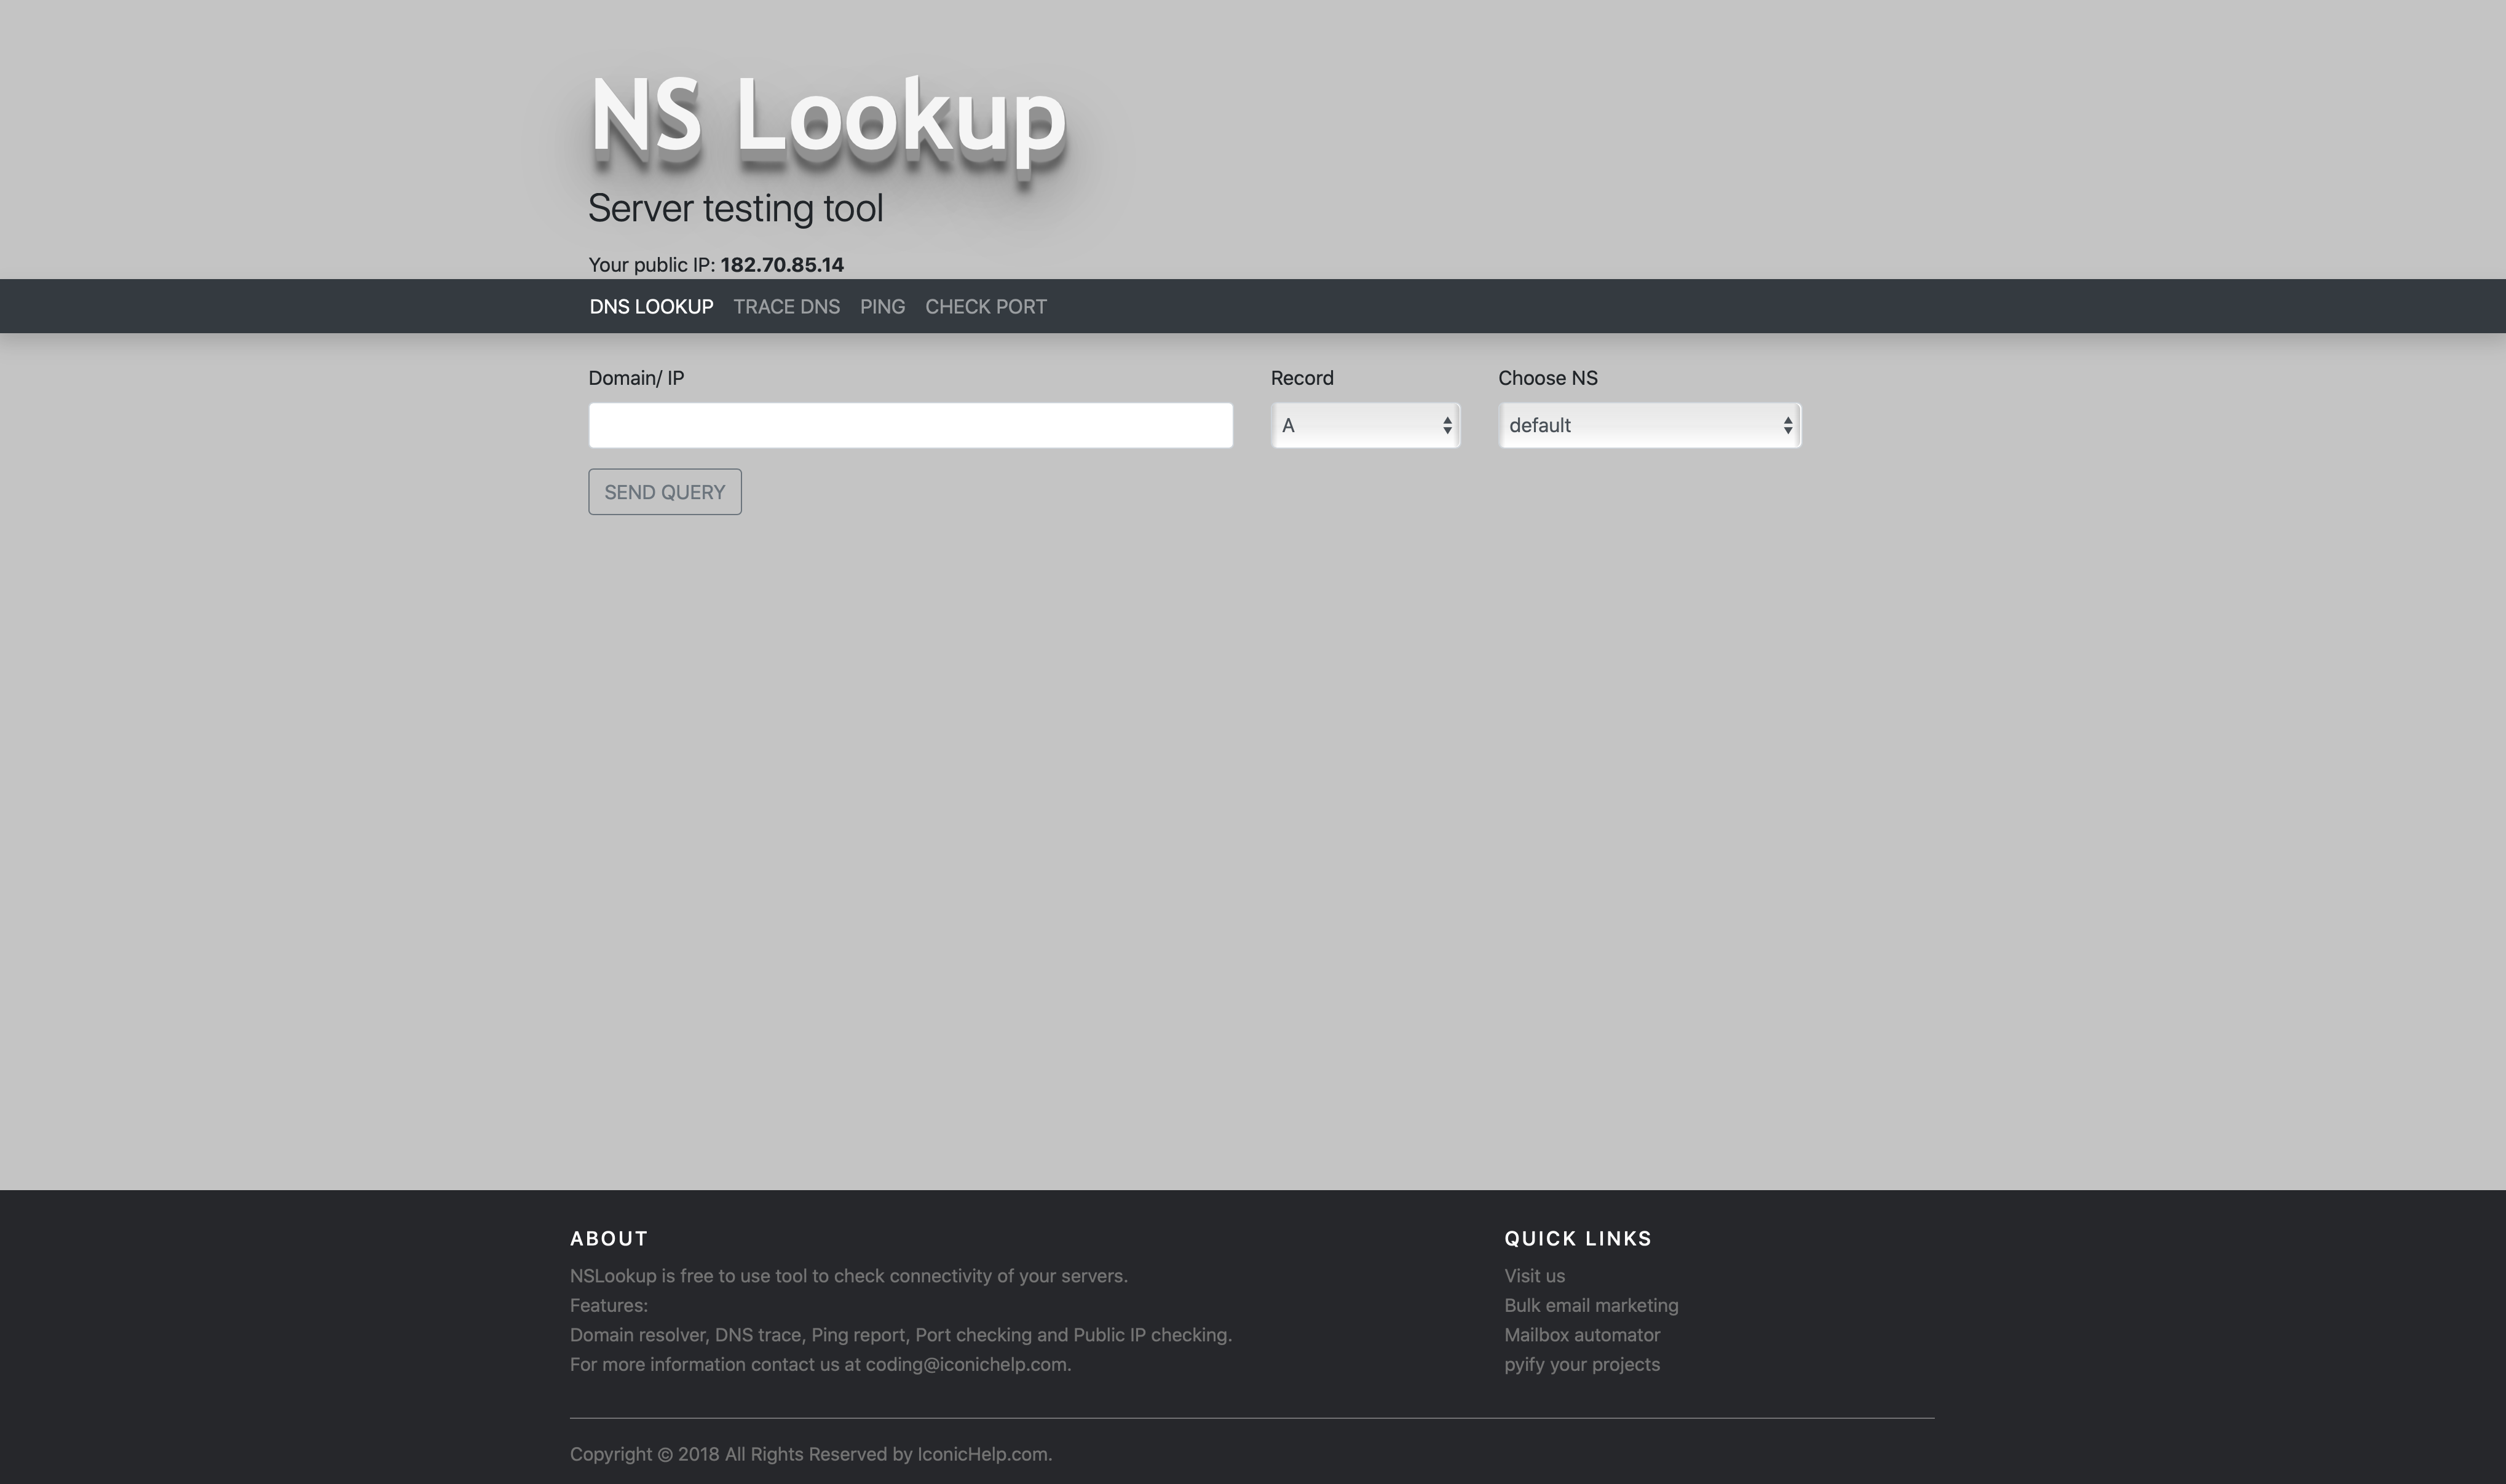 NS Lookup
Server testing tool
Your public IP: 182.70.85.14
DNS LOOKUP TRACE DNS PING CHECK PORT
Domain/ IP Record Choose NS
A default
SEND QUERY
ABOUT
NSLookup is free to use tool to check connectivity of your servers.
Features:
Domain resolver, DNS trace, Ping report, Port checking and Public IP checking.
For more information contact us at coding@iconichelp.com.
QUICK LINKS
Visit us
Bulk email marketing
Mailbox automator
pyify your projects
Copyright © 2018 All Rights Reserved by IconicHelp.com.